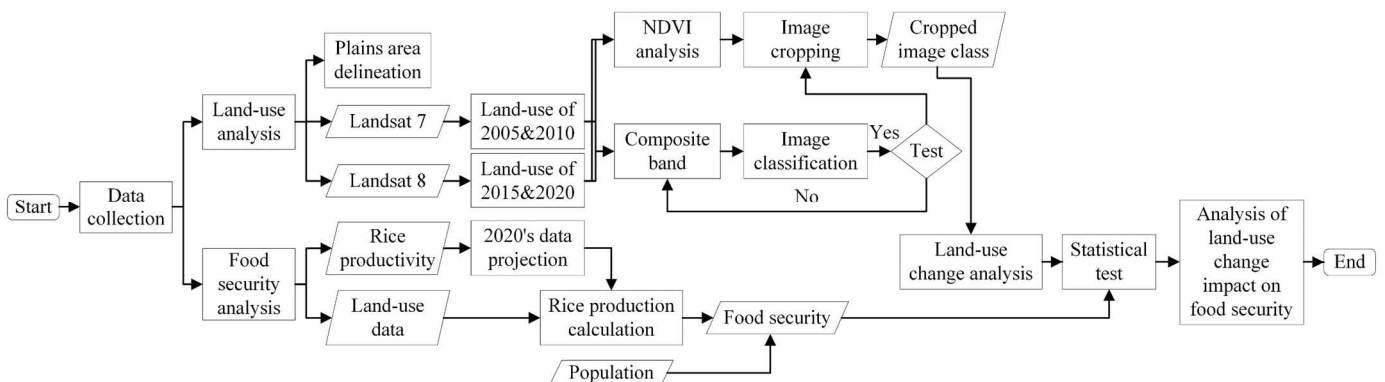 Start
Data
collection
Land-use
analysis
Plains area
delineation
Landsat 7
Land-use of
2005&2010
Landsat 8
Land-use of
2015&2020
NDVI
analysis
Image
cropping
Cropped
image class
Composite
band
Image
classification
Yes
Test
No
Food
security
analysis
Rice
productivity
2020's data
projection
Land-use
data
Rice production
calculation
Population
Food security
Land-use
change analysis
Statistical
test
Analysis of
land-use
change
impact on
food security
End